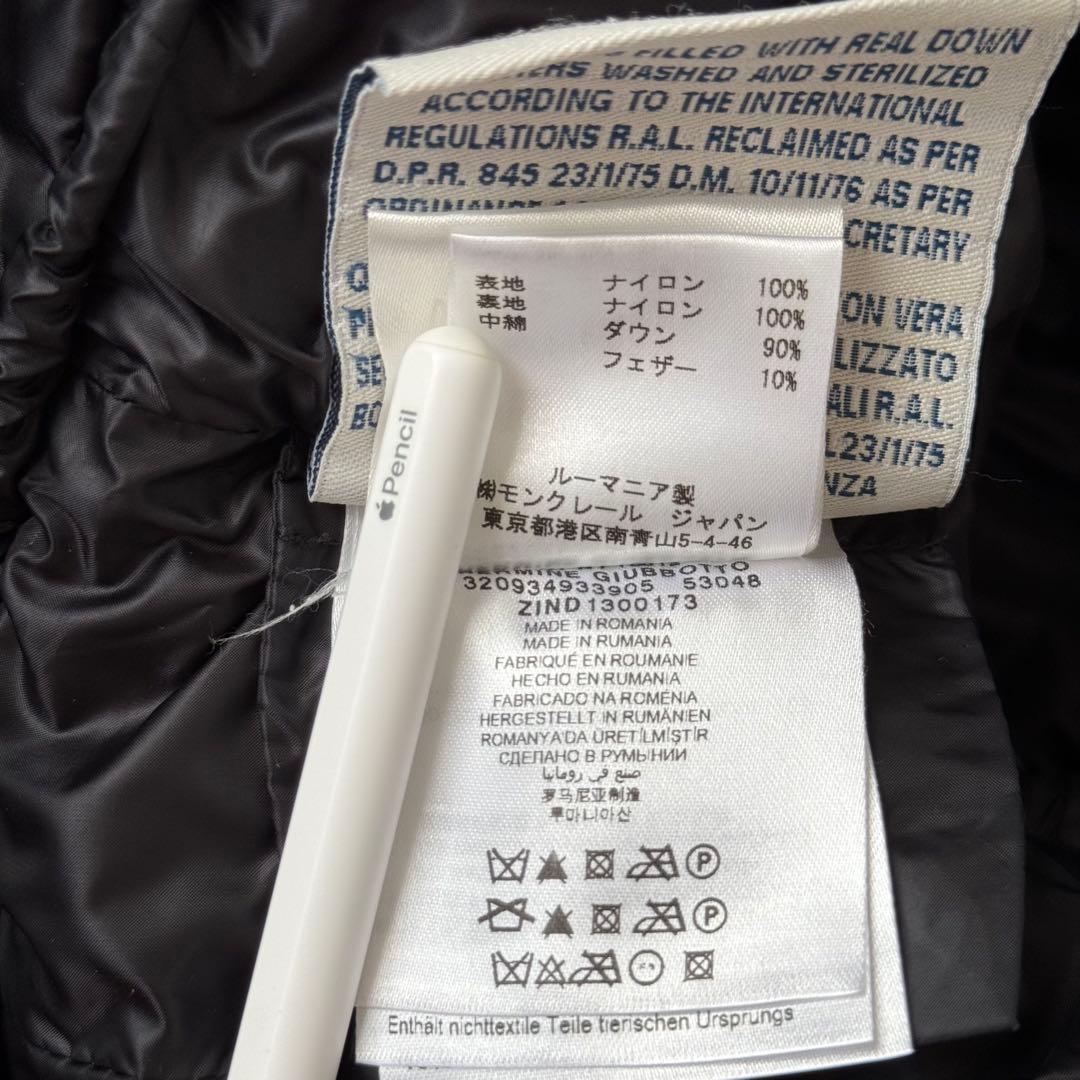 FILLED WITH REAL DOWN
WASHED AND STERILIZED
ACCORDING TO THE INTERNATIONAL
REGULATIONS R.A.L. RECLAIMED AS PER
D.P.R. 845 23/1/75 D.M. 10/11/76 AS PER
CRETARY
ON VERA
LIZZATO
ALI R.A.L.
L23/1/75
NZA
表地 ナイロン 100%
裏地 ナイロン 100%
中綿 ダウン 90%
フェザー 10%
ルーマニア製
㈱モンクレール ジャパン
東京都港区南青山5-4-46
Pencil
GIUBBOTTO
320934933905 53048
ZIND1300173
MADE IN ROMANIA
MADE IN RUMANIA
FABRIQUÉ EN ROUMANIE
HECHO EN RUMANIA
FABRICADO NA ROMÉNIA
HERGESTELLT IN RUMÄNIEN
ROMANYA'DA ÜRETİLMİŞTİR
СДЕЛАНО В РУМЫНИИ
صنع في رومانيا
罗马尼亚制造
루마니아산
P
P
Enthält nichttextile Teile tierischen Ursprungs